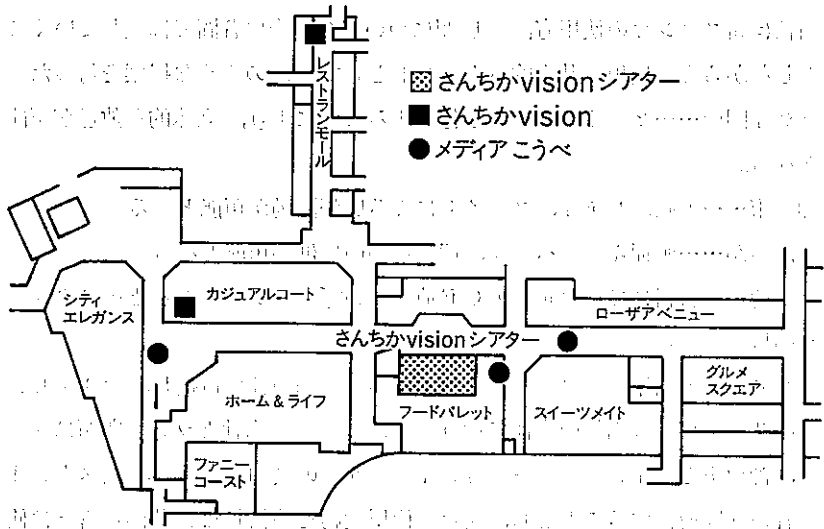 レストランモール
さんちかvisionシアター
さんちかvision
メディアこうべ
シティ
エレガンス
カジュアルコート
ローザアベニュー
さんちかvisionシアター
ホーム&ライフ
フードパレット
スイーツメイト
グルメ
スクエア
ファニー
コースト